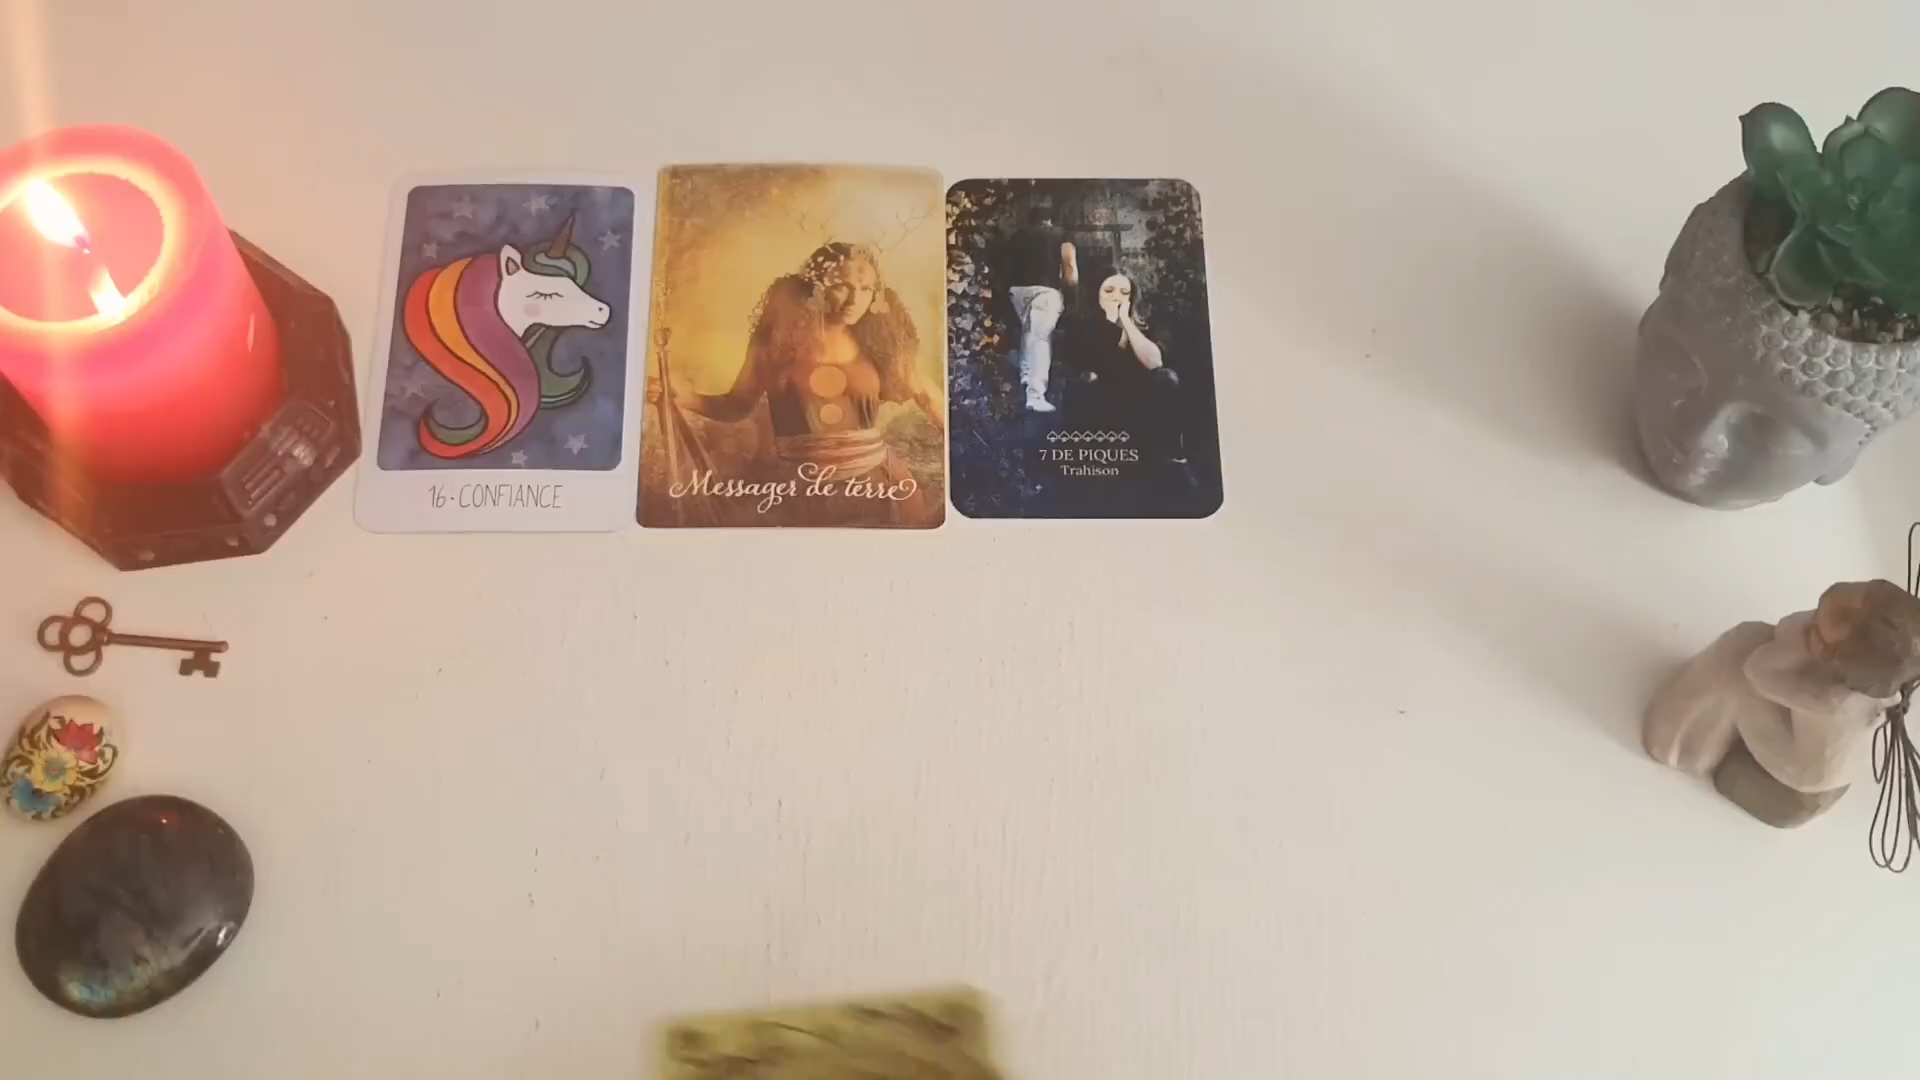 16-CONFIANCE
Messager de terre
7 DE PIQUES
Trahison